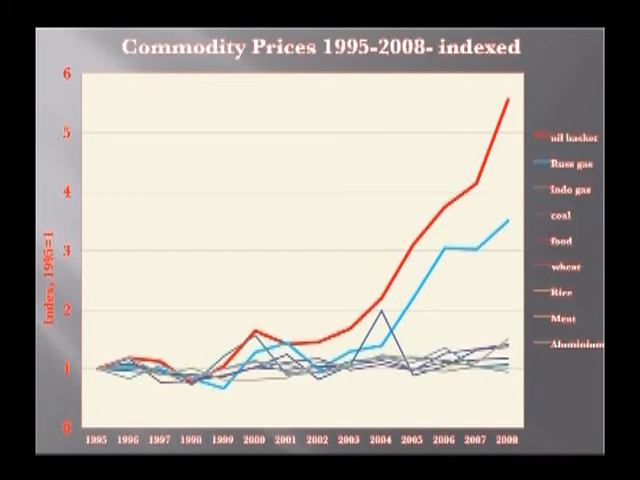 Commodity Prices 1995-2008- indexed
6
5
4
3
2
1
0
Index, 1995=1
1995 1996 1997 1998 1999 2000 2001 2002 2003 2004 2005 2006 2007 2008
oil basket
Russ gas
Indo gas
coal
food
wheat
Rice
Meat
Aluminium